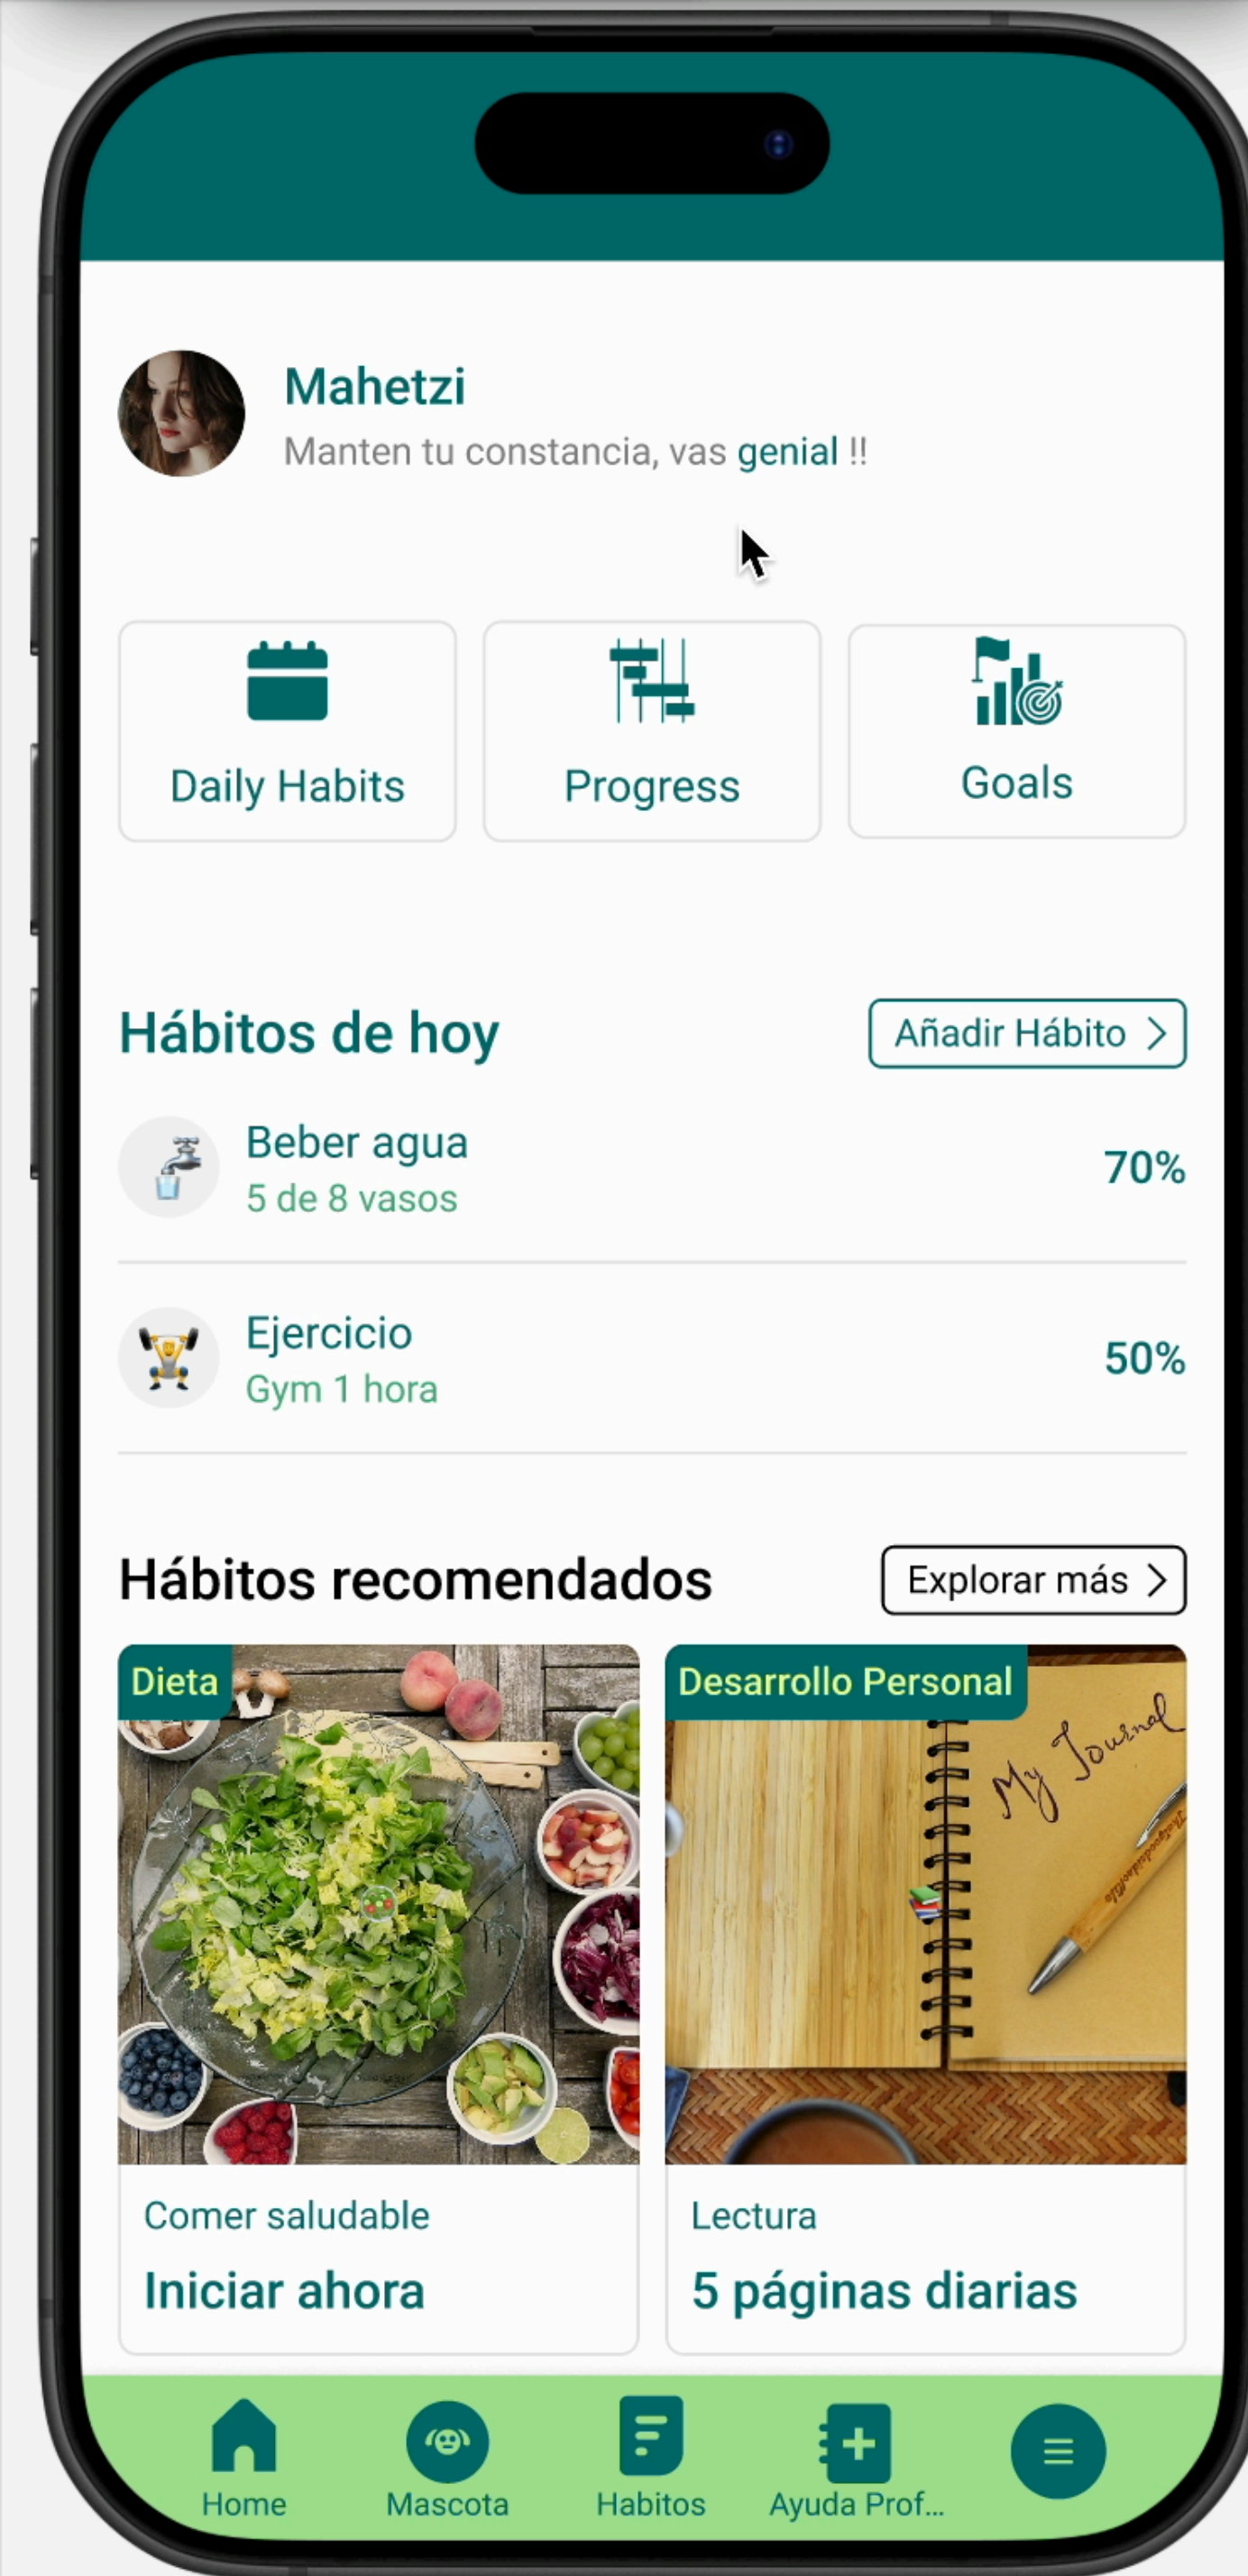 Mahetzi
Manten tu constancia, vas genial !!
Daily Habits
Progress
Goals
Hábitos de hoy
Añadir Hábito
Beber agua
5 de 8 vasos
70%
Ejercicio
Gym 1 hora
50%
Hábitos recomendados
Explorar más
Dieta
Desarrollo Personal
My Journal
Comer saludable
Iniciar ahora
Lectura
5 páginas diarias
Home
Mascota
Habitos
Ayuda Prof...